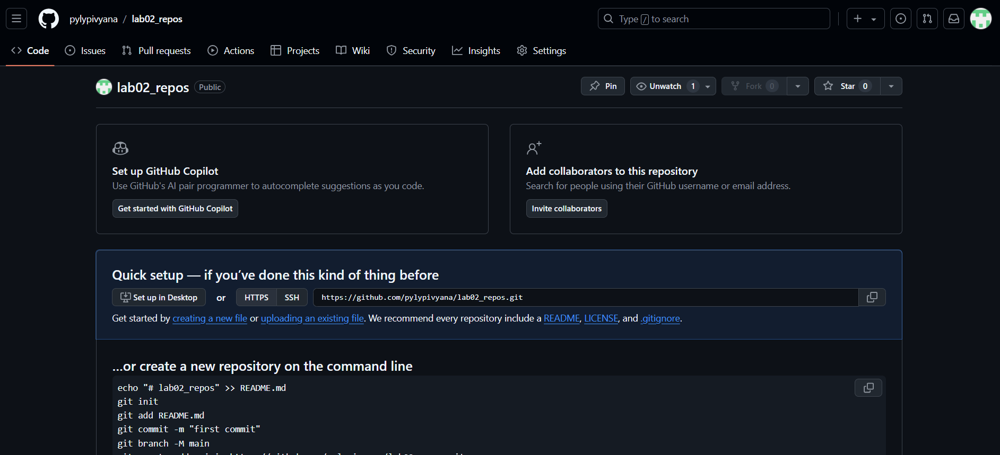 pylypivyana / lab02_repos
Type / to search
Code Issues Pull requests Actions Projects Wiki Security Insights Settings
lab02_repos Public
Pin Unwatch 1 Fork 0 Star 0
Set up GitHub Copilot
Use GitHub's AI pair programmer to autocomplete suggestions as you code.
Get started with GitHub Copilot
Add collaborators to this repository
Search for people using their GitHub username or email address.
Invite collaborators
Quick setup — if you’ve done this kind of thing before
Set up in Desktop or HTTPS SSH https://github.com/pylypivyana/lab02_repos.git
Get started by creating a new file or uploading an existing file. We recommend every repository include a README, LICENSE, and .gitignore.
...or create a new repository on the command line
echo "# lab02_repos" >> README.md
git init
git add README.md
git commit -m "first commit"
git branch -M main